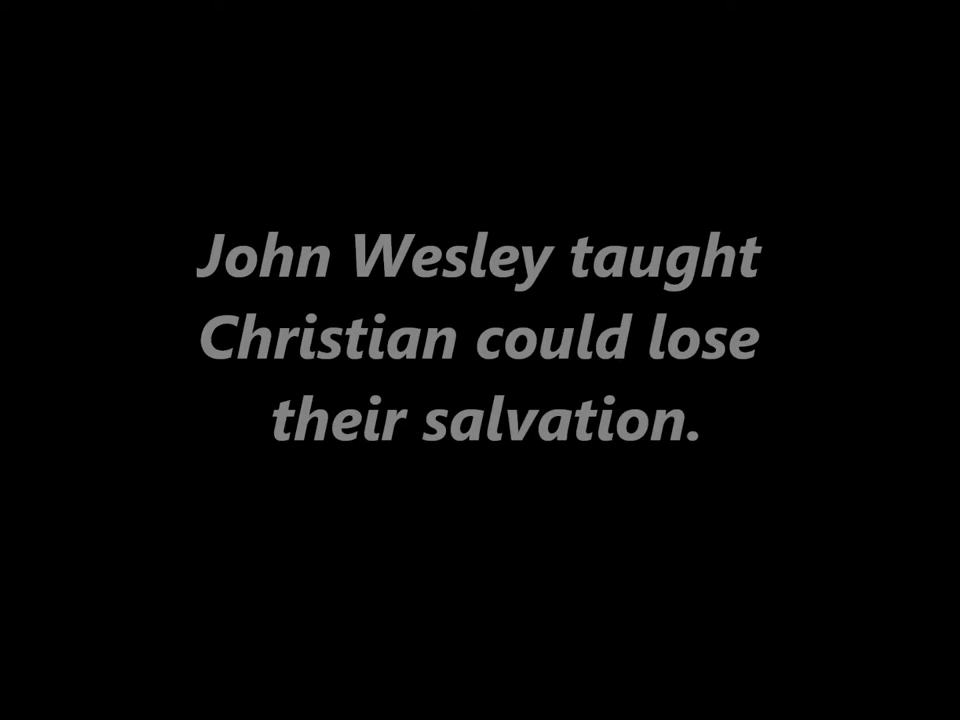 John Wesley taught
Christian could lose
their salvation.